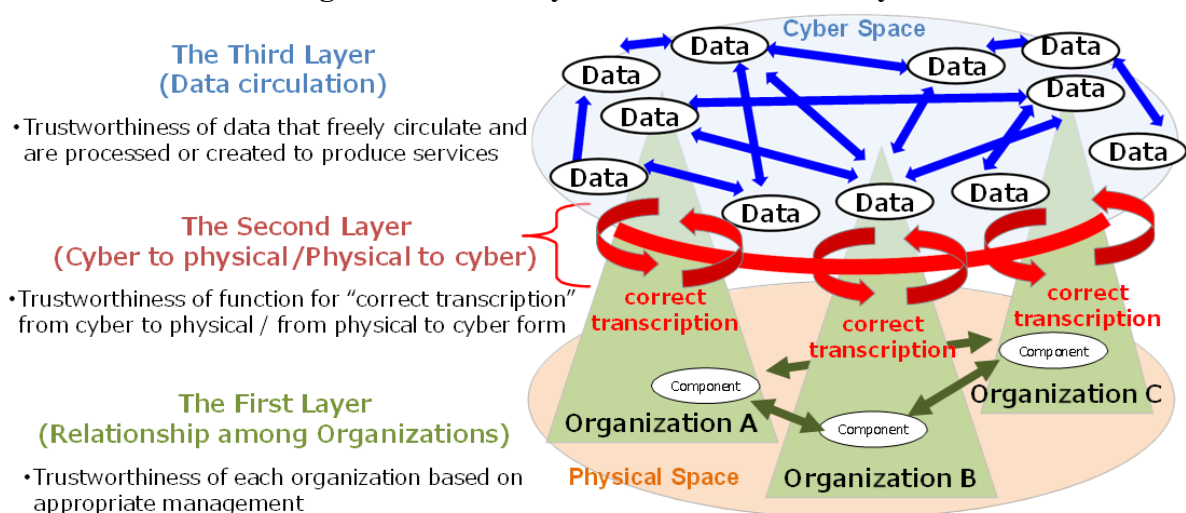 The Third Layer
(Data circulation)
•Trustworthiness of data that freely circulate and
are processed or created to produce services
The Second Layer
(Cyber to physical/Physical to cyber)
•Trustworthiness of function for “correct transcription”
from cyber to physical / from physical to cyber form
The First Layer
(Relationship among Organizations)
•Trustworthiness of each organization based on
appropriate management
Cyber Space
Data
Data
Data
Data
Data
Data
Data
Data
Data
Data
Data
Data
correct
transcription
correct
transcription
correct
transcription
Component
Component
Component
Organization A
Organization B
Organization C
Physical Space